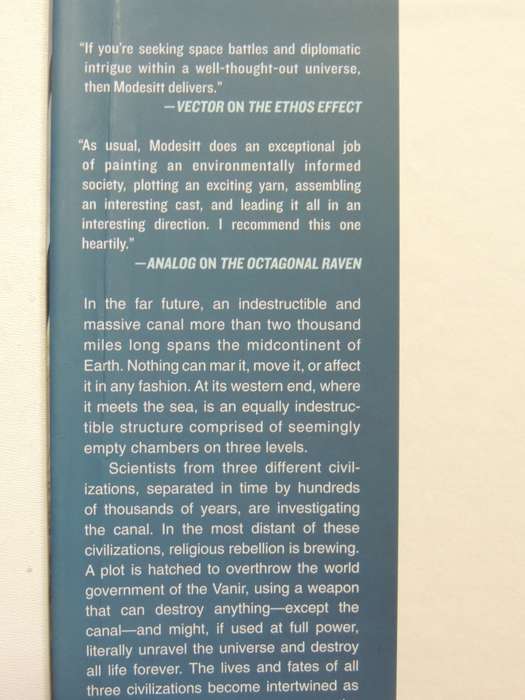 “If you're seeking space battles and diplomatic
intrigue within a well-thought-out universe,
then Modesitt delivers.”
—VECTOR ON THE ETHOS EFFECT
“As usual, Modesitt does an exceptional job
of painting an environmentally informed
society, plotting an exciting yarn, assembling
an interesting cast, and leading it all in an
interesting direction. I recommend this one
heartily.”
—ANALOG ON THE OCTAGONAL RAVEN
In the far future, an indestructible and
massive canal more than two thousand
miles long spans the midcontinent of
Earth. Nothing can mar it, move it, or affect
it in any fashion. At its western end, where
it meets the sea, is an equally indestruc-
tible structure comprised of seemingly
empty chambers on three levels.
Scientists from three different civil-
izations, separated in time by hundreds
of thousands of years, are investigating
the canal. In the most distant of these
civilizations, religious rebellion is brewing.
A plot is hatched to overthrow the world
government of the Vanir, using a weapon
that can destroy anything—except the
canal—and might, if used at full power,
literally unravel the universe and destroy
all life forever. The lives and fates of all
three civilizations become intertwined as